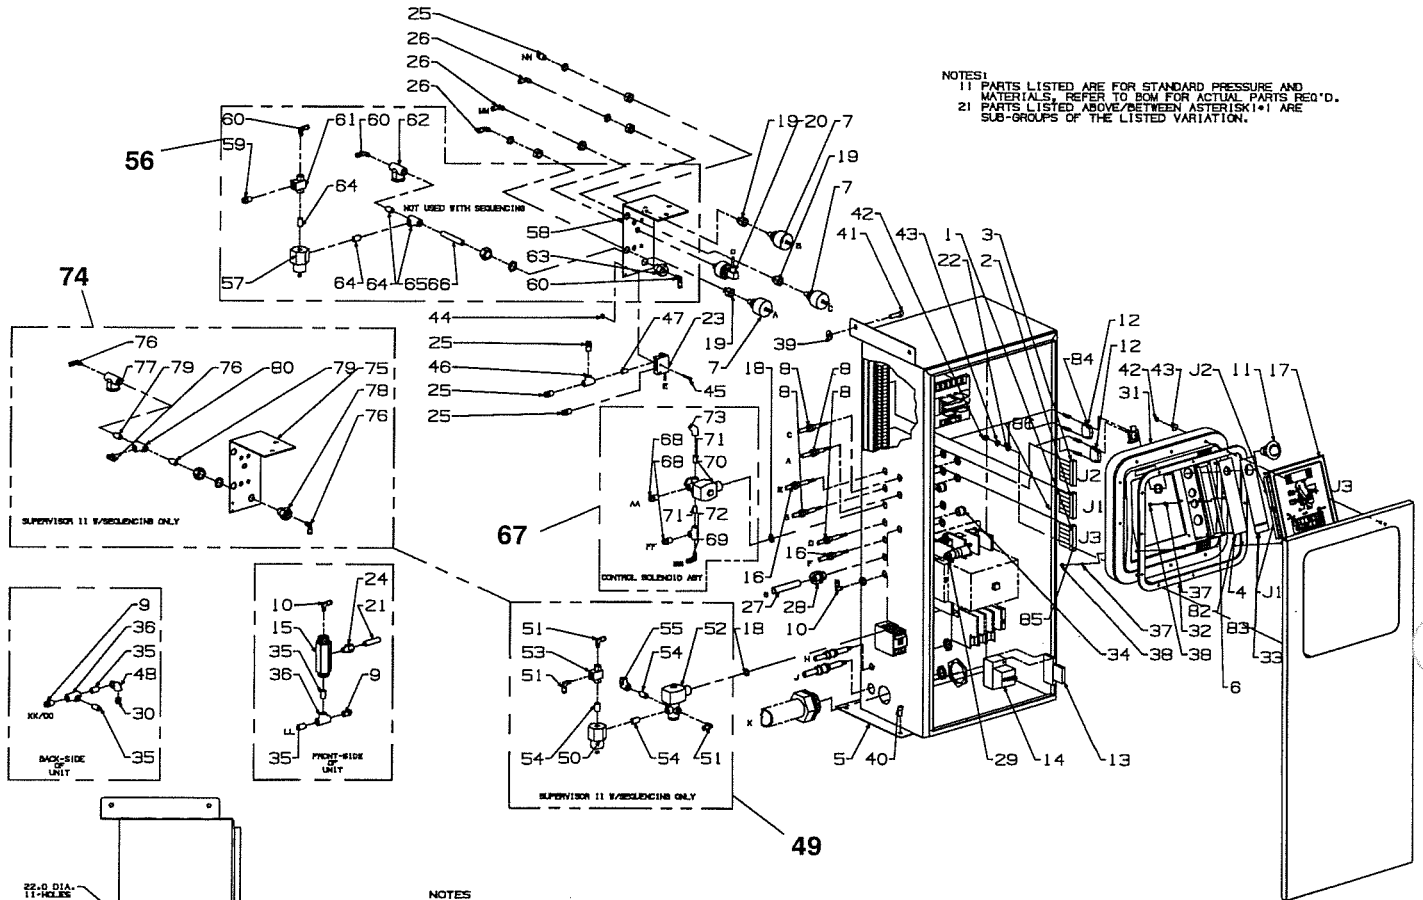 25
26
26
26
NN
MM
NOTES:
1) PARTS LISTED ARE FOR STANDARD PRESSURE AND
MATERIALS, REFER TO BOM FOR ACTUAL PARTS REQ'D.
2) PARTS LISTED ABOVE/BETWEEN ASTERISK(*) ARE
SUB-GROUPS OF THE LISTED VARIATION.
56
60 61 60 62
59
64
NOT USED WITH SEQUENCING
57
64 64 65 66
58
63
60
19 20 7
19
7
B
C
A
19
7
42
41
43 1 3
22 2
39
44
25
46
25
25
47 23
45
74
76
77 79 76 80 79 75
78
76
SUPERVISOR II W/SEQUENCING ONLY
18 8 8
8 8
C
A
73
68 71
68 70
AA
71 72
FF
69
67
CONTROL SOLENOID ASY
16
16
F
27 28 10
84 12
12
86
42 43 J2 11 17
31
J2
J1
J3
J3
37 4 J1
32 82
38 83 33
6
37
38
34
85
9
36
35
48
30
XX/DD
35
BACK-SIDE
OF
UNIT
24
10 21
15
35
36 9
35
FRONT-SIDE
OF
UNIT
51 55 52 18
53 54
51
54 50 54 51
SUPERVISOR II W/SEQUENCING ONLY
49
H
J
K
5 40
29 14 13
22.0 DIA.
11-HOLES
NOTES